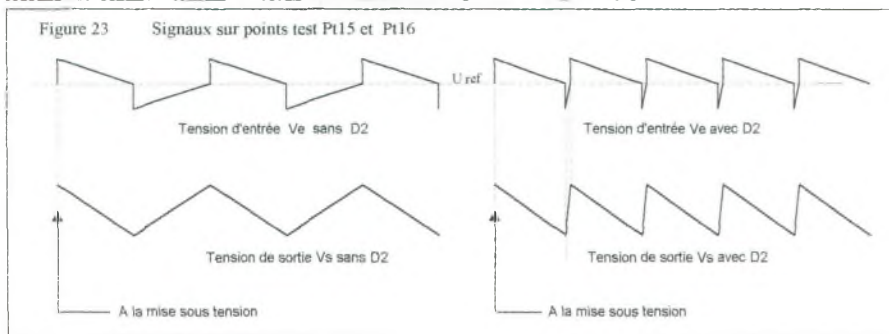 Figure 23 Signaux sur points test Pt15 et Pt16
U ref
Tension d'entrée Ve sans D2
Tension d'entrée Ve avec D2
Tension de sortie Vs sans D2
Tension de sortie Vs avec D2
A la mise sous tension
A la mise sous tension